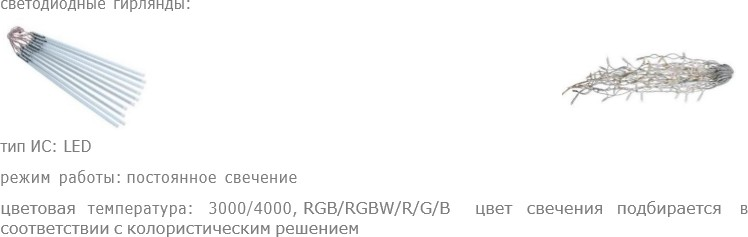 светодиодные гирлянды:
тип ИС: LED
режим работы: постоянное свечение
цветовая температура: 3000/4000, RGB/RGBW/R/G/B цвет свечения подбирается в
соответствии с колористическим решением